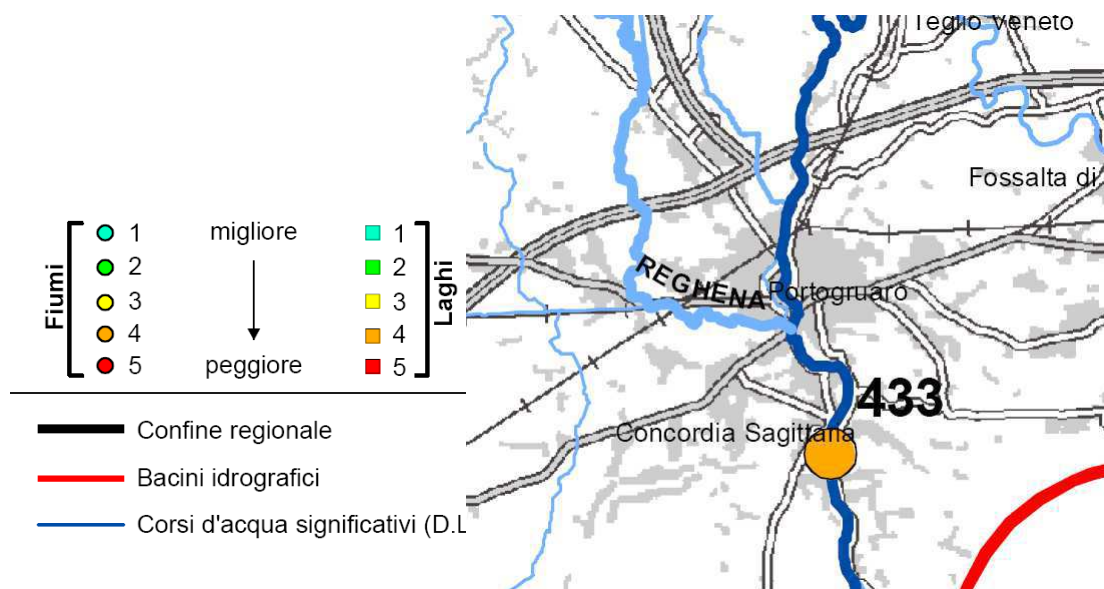 Fiumi
1 migliore 1
2 2
3 3
4 4
5 peggiore 5
Laghi
Confine regionale
Bacini idrografici
Corsi d'acqua significativi (D.L
Teglio Veneto
Fossalta di
REGHENA
Portogruaro
433
Concordia Sagittaria